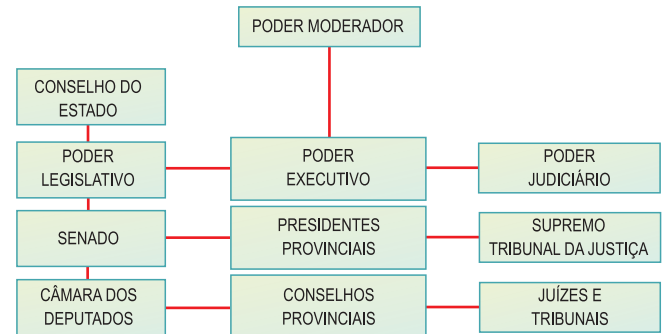 PODER MODERADOR
CONSELHO DO
ESTADO
PODER
LEGISLATIVO
PODER
EXECUTIVO
PODER
JUDICIÁRIO
SENADO
PRESIDENTES
PROVINCIAIS
SUPREMO
TRIBUNAL DA JUSTIÇA
CÂMARA DOS
DEPUTADOS
CONSELHOS
PROVINCIAIS
JUÍZES E
TRIBUNAIS